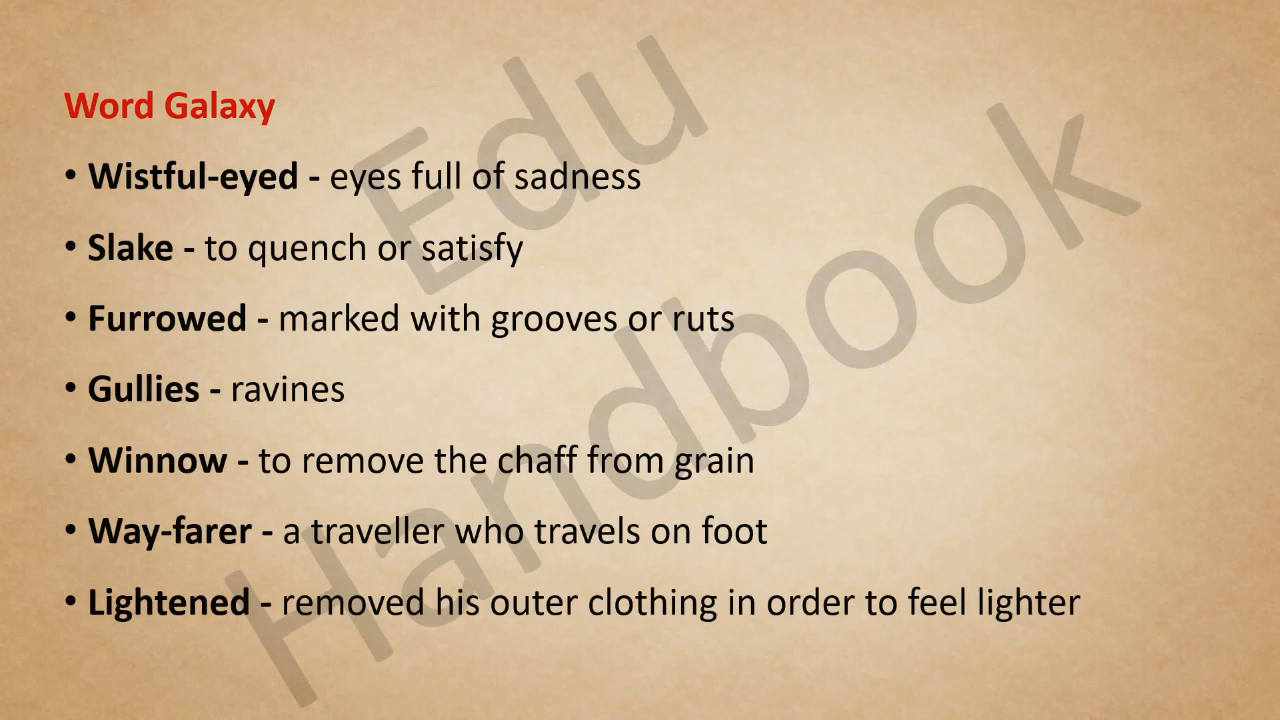 Word Galaxy
• Wistful-eyed - eyes full of sadness
• Slake - to quench or satisfy
• Furrowed - marked with grooves or ruts
• Gullies - ravines
• Winnow - to remove the chaff from grain
• Way-farer - a traveller who travels on foot
• Lightened - removed his outer clothing in order to feel lighter
Edu
Handbook